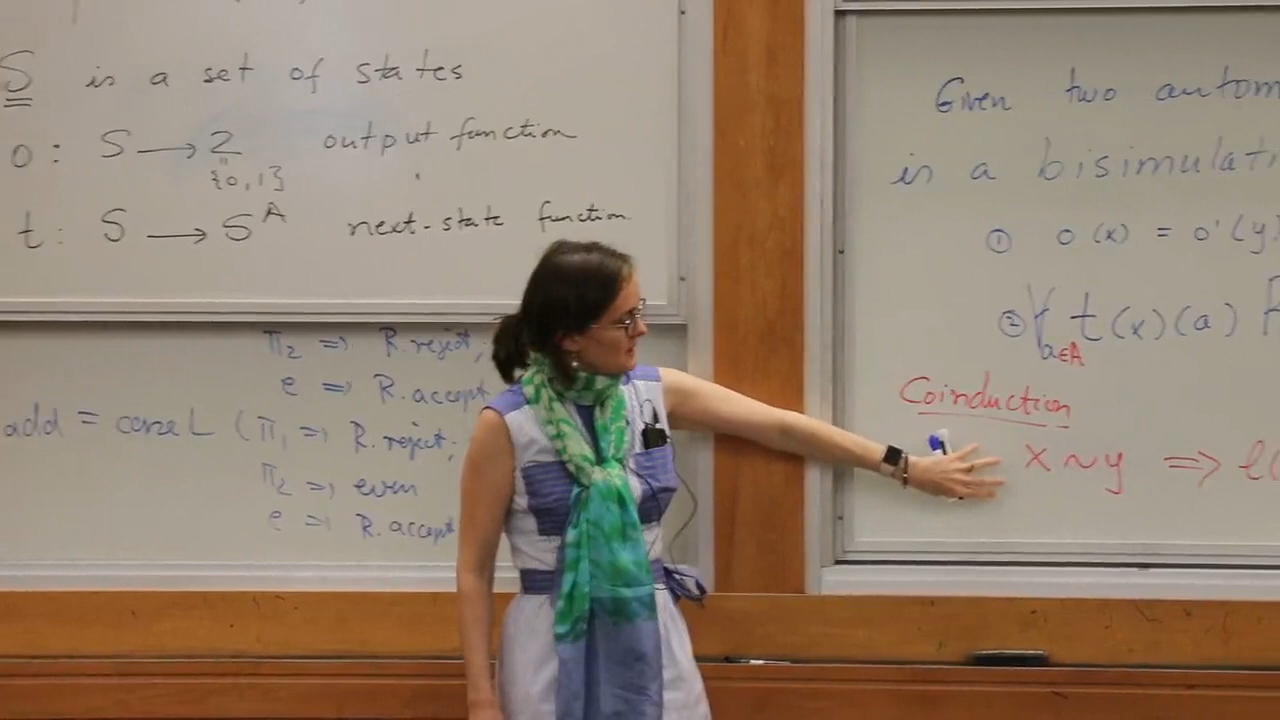 S is a set of states
o : S → 2 output function
" 
{0,1}
t : S → S^A next-state function
π₂ => R.reject;
e => R.accept
add = case L (π₁ => R.reject;
π₂ => even
e => R.accept
Given two autom
is a bisimulati
① o(x) = o'(y)
② ∀ t(x)(a) R
a∈A
Coinduction
x ~ y => l(